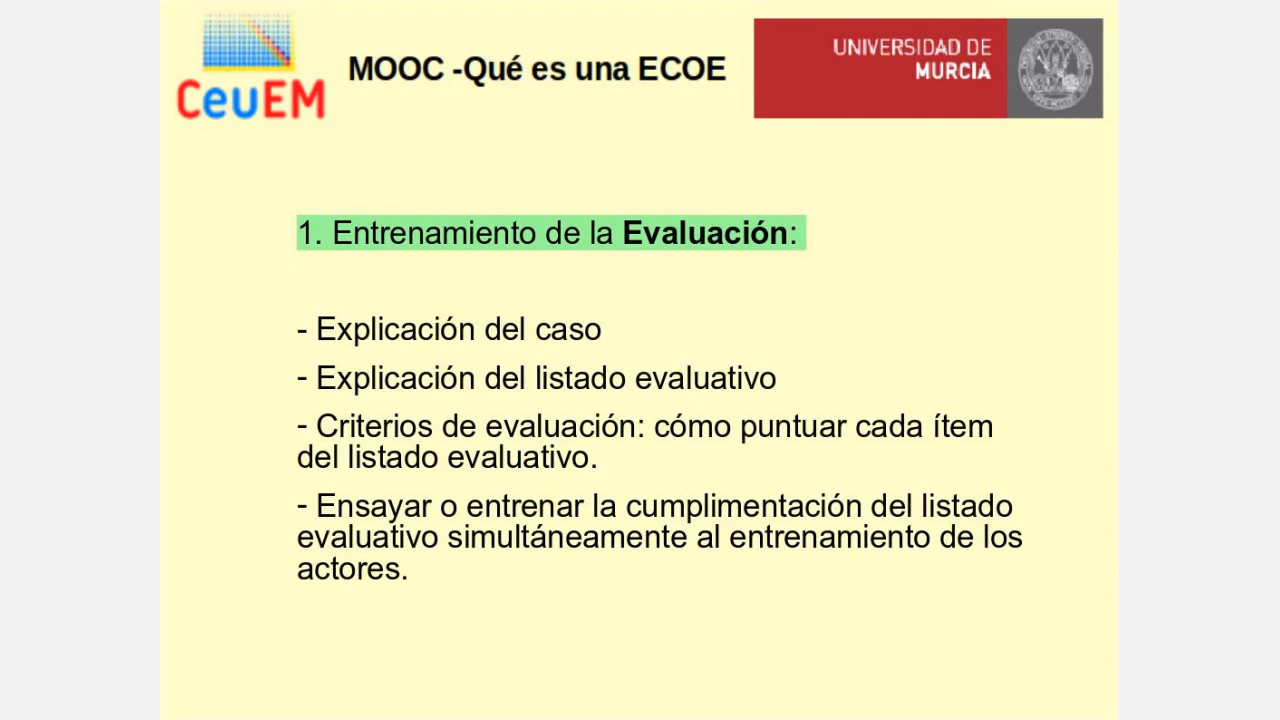 CeuEM
MOOC -Qué es una ECOE
UNIVERSIDAD DE
MURCIA
1. Entrenamiento de la Evaluación:
- Explicación del caso
- Explicación del listado evaluativo
- Criterios de evaluación: cómo puntuar cada ítem
del listado evaluativo.
- Ensayar o entrenar la cumplimentación del listado
evaluativo simultáneamente al entrenamiento de los
actores.